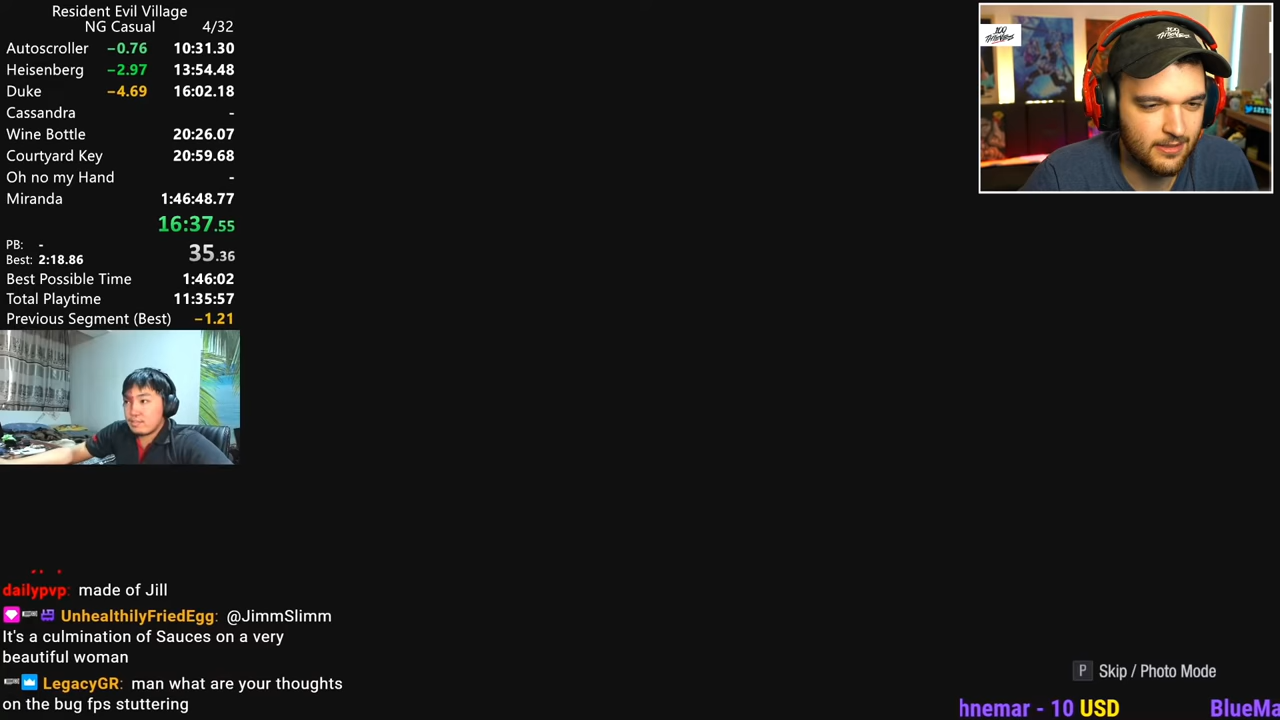 Resident Evil Village
NG Casual 4/32
Autoscroller −0.76 10:31.30
Heisenberg −2.97 13:54.48
Duke −4.69 16:02.18
Cassandra -
Wine Bottle 20:26.07
Courtyard Key 20:59.68
Oh no my Hand -
Miranda 1:46:48.77
16:37.55
PB: -
Best: 2:18.86
35.36
Best Possible Time 1:46:02
Total Playtime 11:35:57
Previous Segment (Best) −1.21
100
THIEVES
dailypvp: made of Jill
UnhealthilyFriedEgg: @JimmSlimm
It's a culmination of Sauces on a very
beautiful woman
LegacyGR: man what are your thoughts
on the bug fps stuttering
P Skip / Photo Mode
hnemar - 10 USD BlueMa